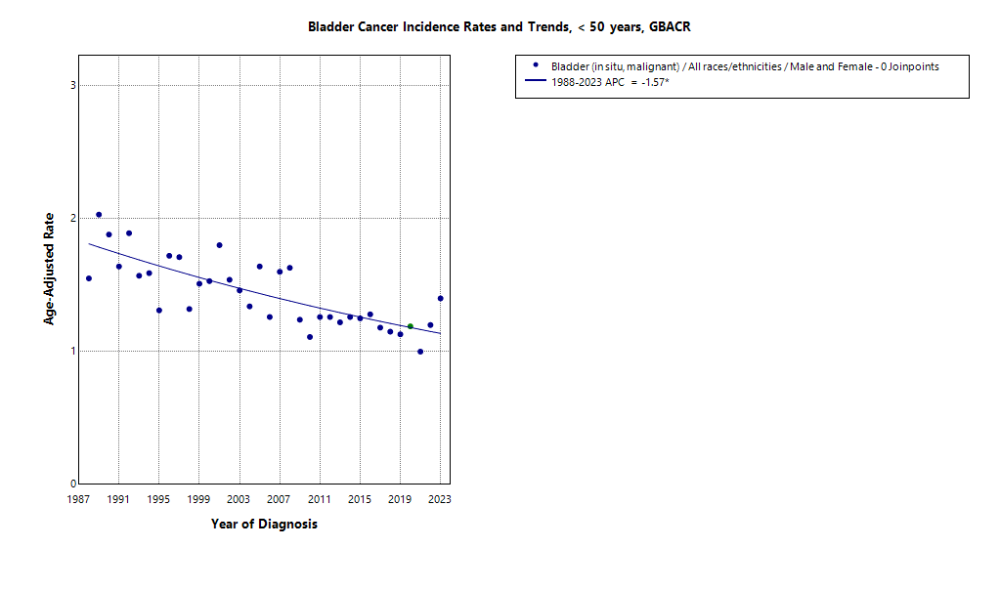 Bladder Cancer Incidence Rates and Trends, < 50 years, GBACR
Bladder (in situ, malignant) / All races/ethnicities / Male and Female - 0 Joinpoints
1988-2023 APC = -1.57*
3
2
1
0
Age-Adjusted Rate
1987 1991 1995 1999 2003 2007 2011 2015 2019 2023
Year of Diagnosis